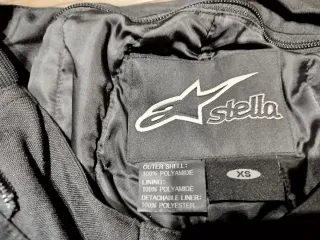 stella
OUTER SHELL:
100% POLYAMIDE
LINING:
100% POLYAMIDE
DETACHABLE LINER:
100% POLYESTER
XS